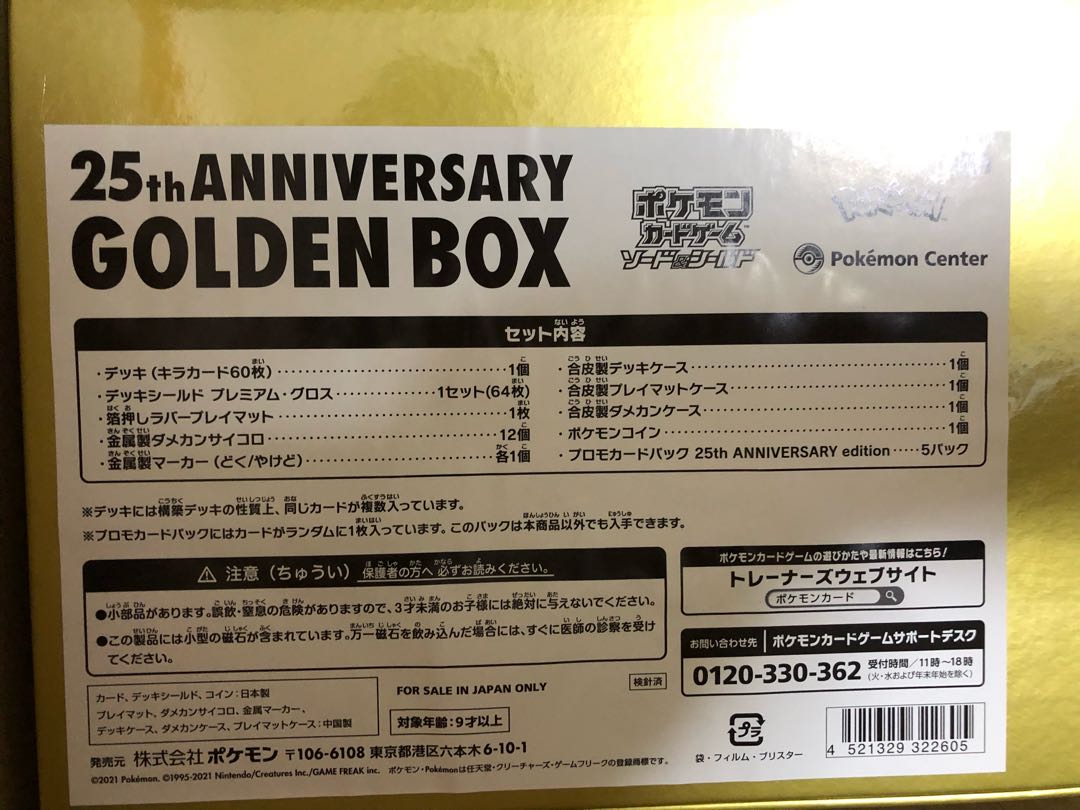 25th ANNIVERSARY
GOLDEN BOX
ポケモン
カードゲーム
ソード&シールド
Pokémon
Pokémon Center
セット内容
・デッキ(キラカード60枚)……1個
・デッキシールド プレミアム・グロス……1セット(64枚)
・箔押しラバープレイマット……1枚
・金属製ダメカンサイコロ……12個
・金属製マーカー(どく/やけど)……各1個
・合皮製デッキケース……1個
・合皮製プレイマットケース……1個
・合皮製ダメカンケース……1個
・ポケモンコイン……1個
・プロモカードパック 25th ANNIVERSARY edition……5パック
※デッキには構築デッキの性質上、同じカードが複数入っています。
※プロモカードパックにはカードがランダムに1枚入っています。このパックは本商品以外でも入手できます。
⚠ 注意(ちゅうい) 保護者の方へ 必ずお読みください。
●小部品があります。誤飲・窒息の危険がありますので、3才未満のお子様には絶対に与えないでください。
●この製品には小型の磁石が含まれています。万一磁石を飲み込んだ場合には、すぐに医師の診察を受け
てください。
ポケモンカードゲームの遊びかたや最新情報はこちら!
トレーナーズウェブサイト
ポケモンカード
お問い合わせ先 ポケモンカードゲームサポートデスク
0120-330-362 受付時間/11時~18時
(火・水および年末年始を除く)
カード、デッキシールド、コイン:日本製
プレイマット、ダメカンサイコロ、金属マーカー、
デッキケース、ダメカンケース、プレイマットケース:中国製
FOR SALE IN JAPAN ONLY
検針済
対象年齢:9才以上
プラ
袋・フィルム・ブリスター
4 521329 322605
発売元 株式会社 ポケモン 〒106-6108 東京都港区六本木6-10-1
©2021 Pokémon. ©1995-2021 Nintendo/Creatures Inc./GAME FREAK inc. ポケモン・Pokémonは任天堂・クリーチャーズ・ゲームフリークの登録商標です。